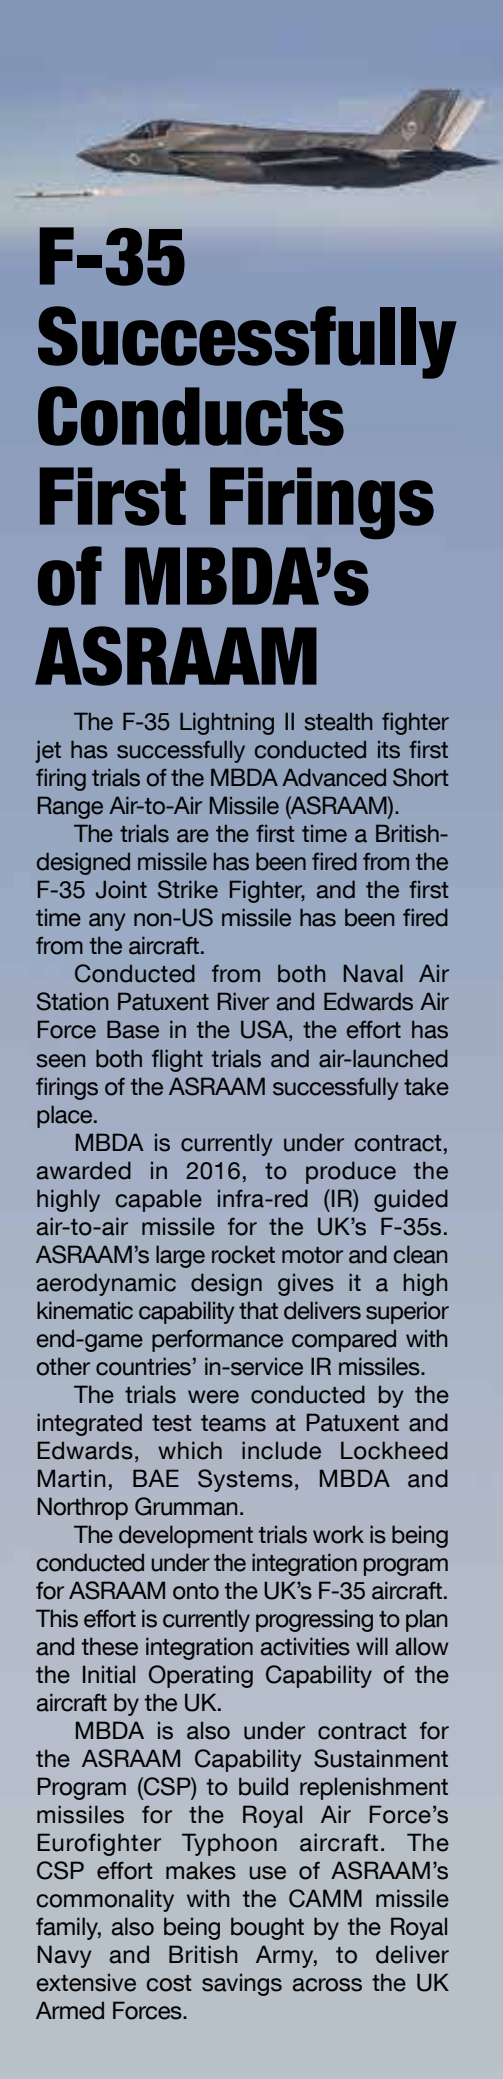 F-35
Successfully
Conducts
First Firings
of MBDA’s
ASRAAM
The F-35 Lightning II stealth fighter
jet has successfully conducted its first
firing trials of the MBDA Advanced Short
Range Air-to-Air Missile (ASRAAM).
The trials are the first time a British-
designed missile has been fired from the
F-35 Joint Strike Fighter, and the first
time any non-US missile has been fired
from the aircraft.
Conducted from both Naval Air
Station Patuxent River and Edwards Air
Force Base in the USA, the effort has
seen both flight trials and air-launched
firings of the ASRAAM successfully take
place.
MBDA is currently under contract,
awarded in 2016, to produce the
highly capable infra-red (IR) guided
air-to-air missile for the UK’s F-35s.
ASRAAM’s large rocket motor and clean
aerodynamic design gives it a high
kinematic capability that delivers superior
end-game performance compared with
other countries’ in-service IR missiles.
The trials were conducted by the
integrated test teams at Patuxent and
Edwards, which include Lockheed
Martin, BAE Systems, MBDA and
Northrop Grumman.
The development trials work is being
conducted under the integration program
for ASRAAM onto the UK’s F-35 aircraft.
This effort is currently progressing to plan
and these integration activities will allow
the Initial Operating Capability of the
aircraft by the UK.
MBDA is also under contract for
the ASRAAM Capability Sustainment
Program (CSP) to build replenishment
missiles for the Royal Air Force’s
Eurofighter Typhoon aircraft. The
CSP effort makes use of ASRAAM’s
commonality with the CAMM missile
family, also being bought by the Royal
Navy and British Army, to deliver
extensive cost savings across the UK
Armed Forces.